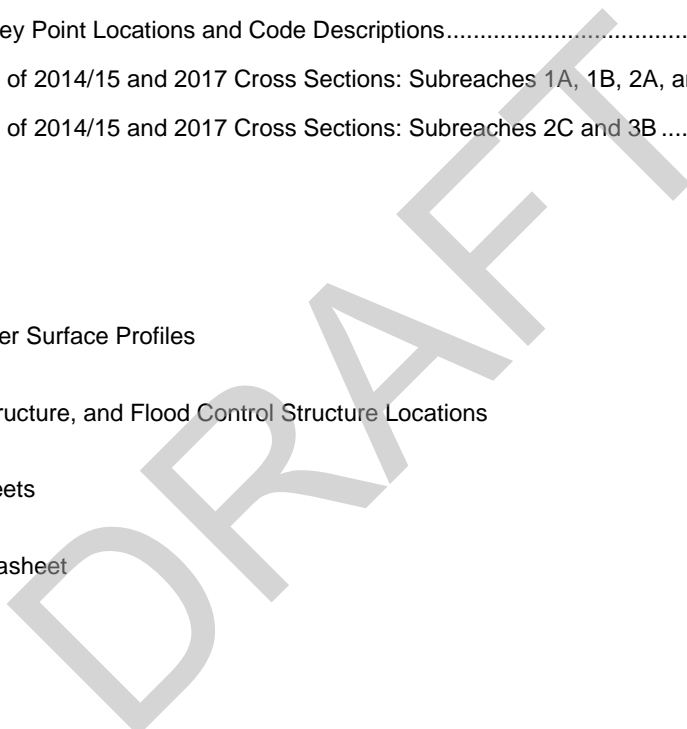 ey Point Locations and Code Descriptions....................................
of 2014/15 and 2017 Cross Sections: Subreaches 1A, 1B, 2A, a
of 2014/15 and 2017 Cross Sections: Subreaches 2C and 3B ....
er Surface Profiles
ructure, and Flood Control Structure Locations
eets
asheet
DRAFT